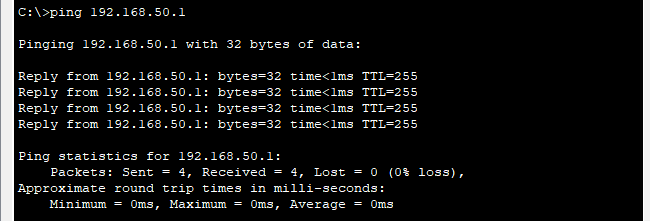 C:\>ping 192.168.50.1
Pinging 192.168.50.1 with 32 bytes of data:
Reply from 192.168.50.1: bytes=32 time<1ms TTL=255
Reply from 192.168.50.1: bytes=32 time<1ms TTL=255
Reply from 192.168.50.1: bytes=32 time<1ms TTL=255
Reply from 192.168.50.1: bytes=32 time<1ms TTL=255
Ping statistics for 192.168.50.1:
    Packets: Sent = 4, Received = 4, Lost = 0 (0% loss),
Approximate round trip times in milli-seconds:
    Minimum = 0ms, Maximum = 0ms, Average = 0ms